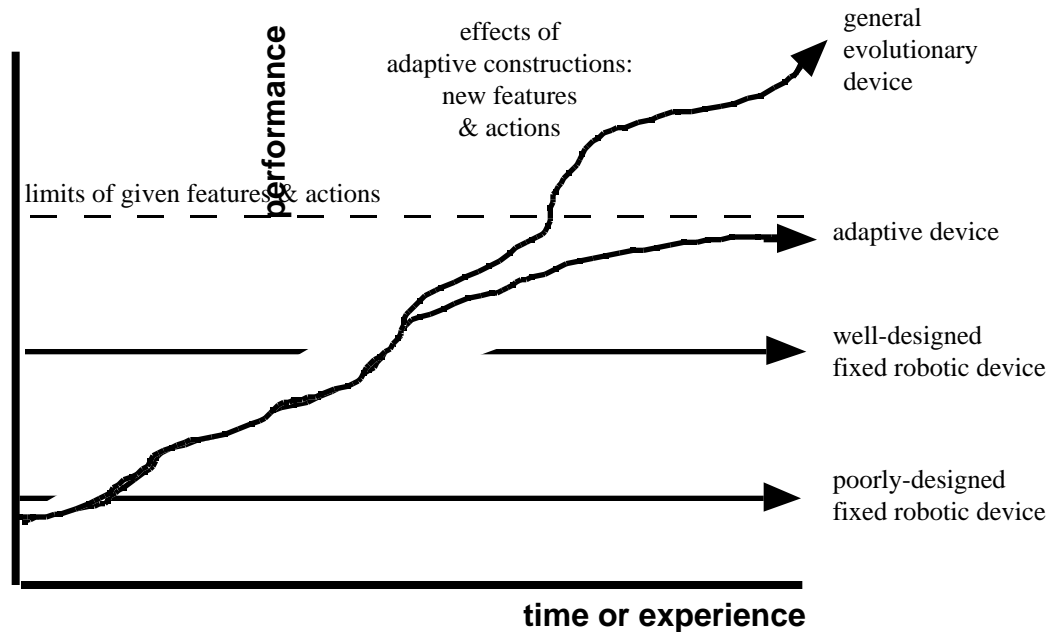 performance
effects of
adaptive constructions:
new features
& actions
general
evolutionary
device
limits of given features & actions
adaptive device
well-designed
fixed robotic device
poorly-designed
fixed robotic device
time or experience